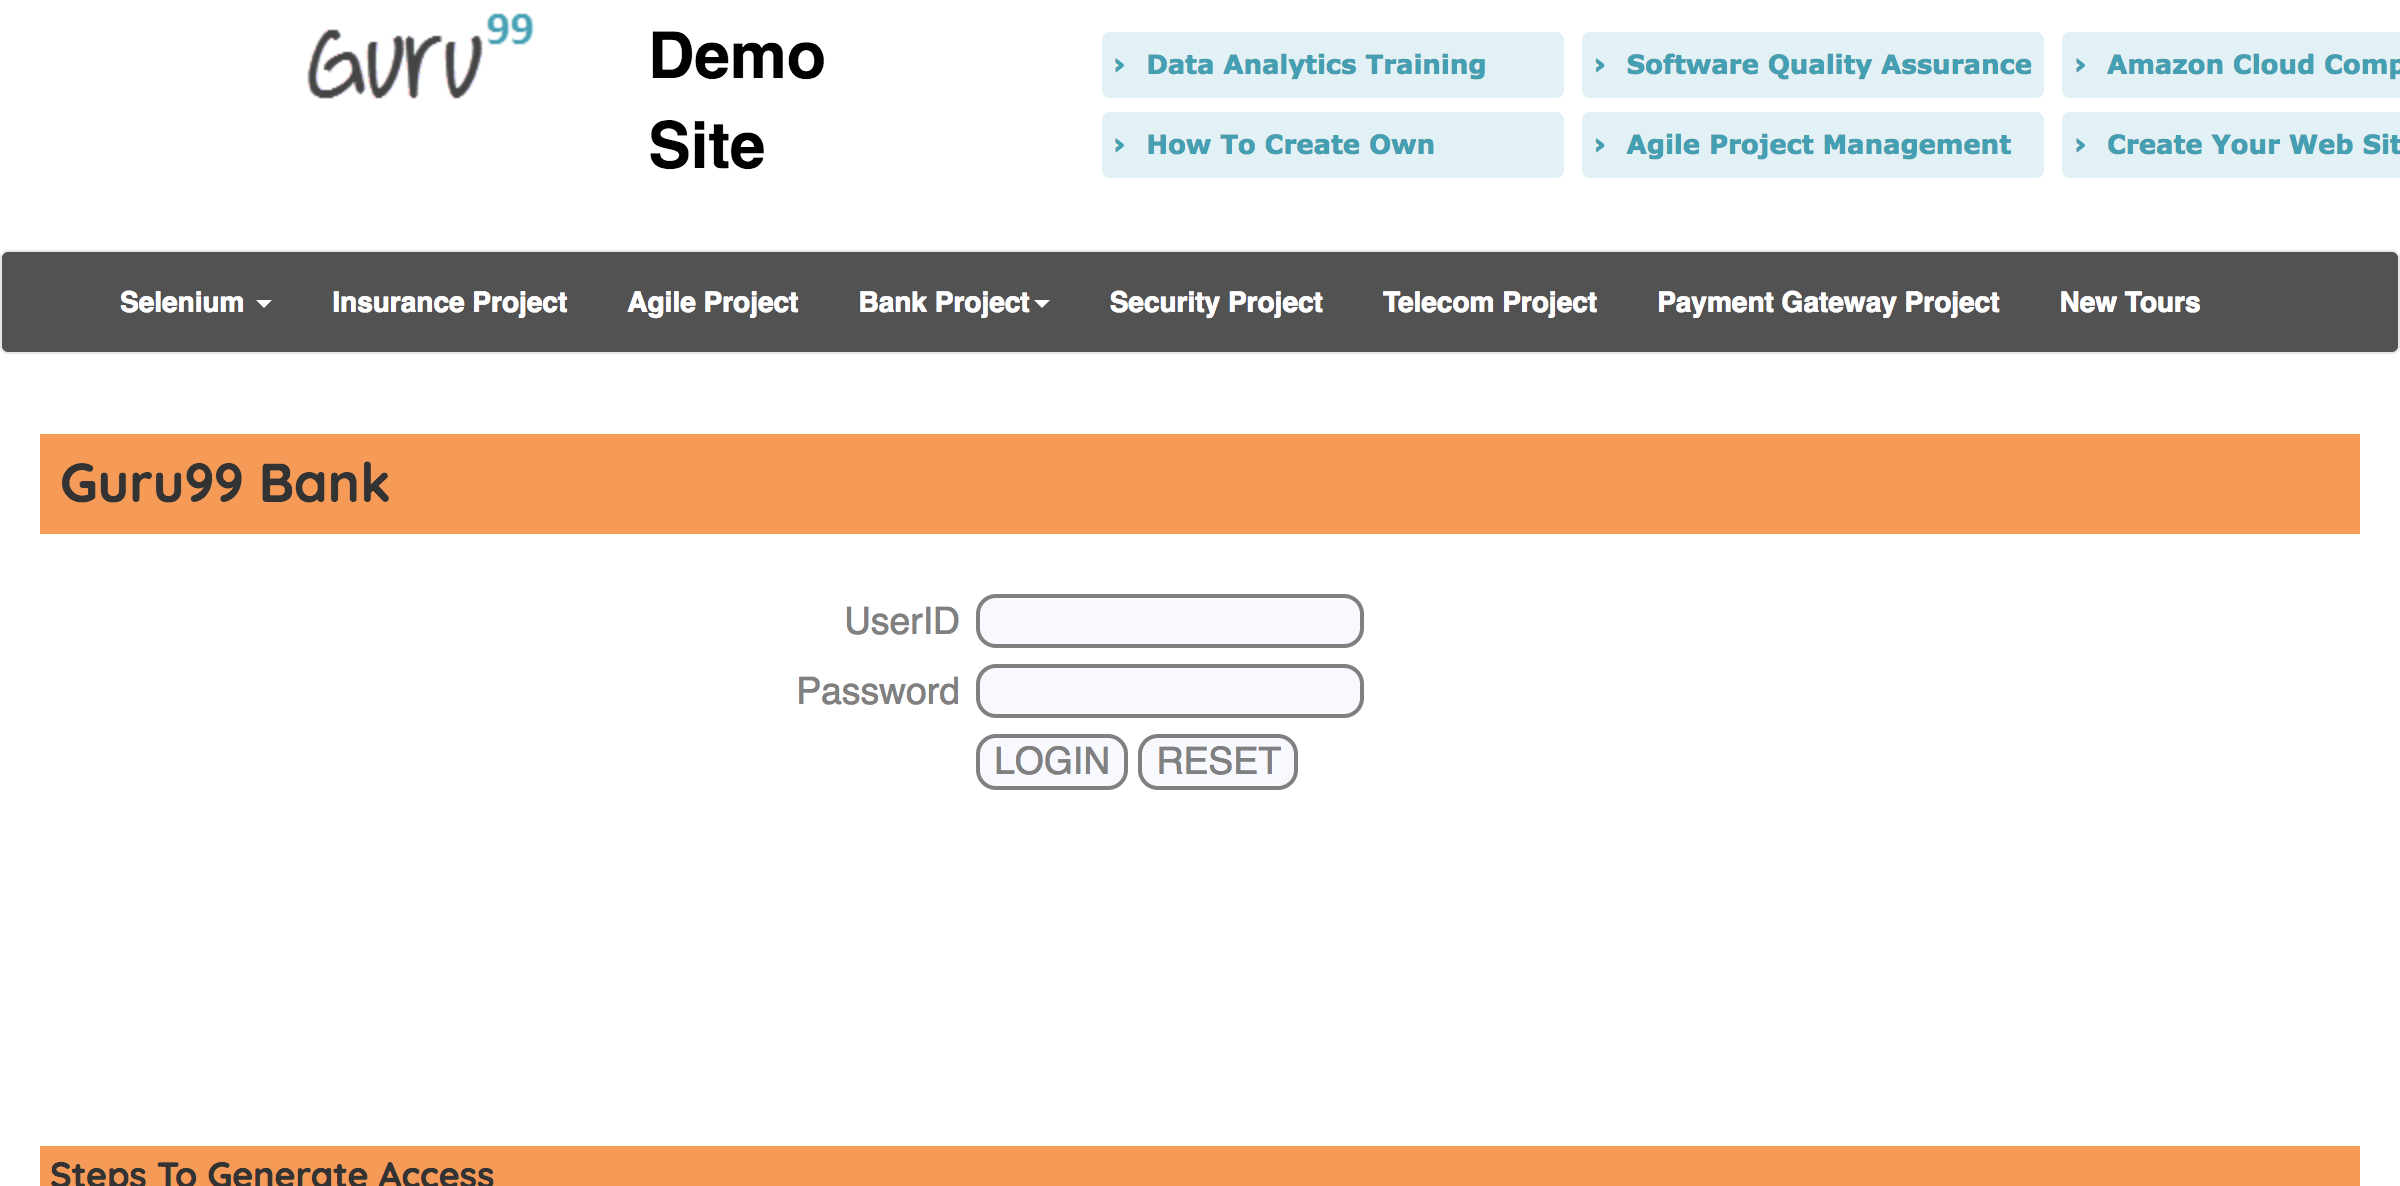 Guru99
Demo
Site
› Data Analytics Training
› Software Quality Assurance
› Amazon Cloud Comp
› How To Create Own
› Agile Project Management
› Create Your Web Sit
Selenium Insurance Project Agile Project Bank Project Security Project Telecom Project Payment Gateway Project New Tours
Guru99 Bank
UserID
Password
LOGIN RESET
Steps To Generate Access